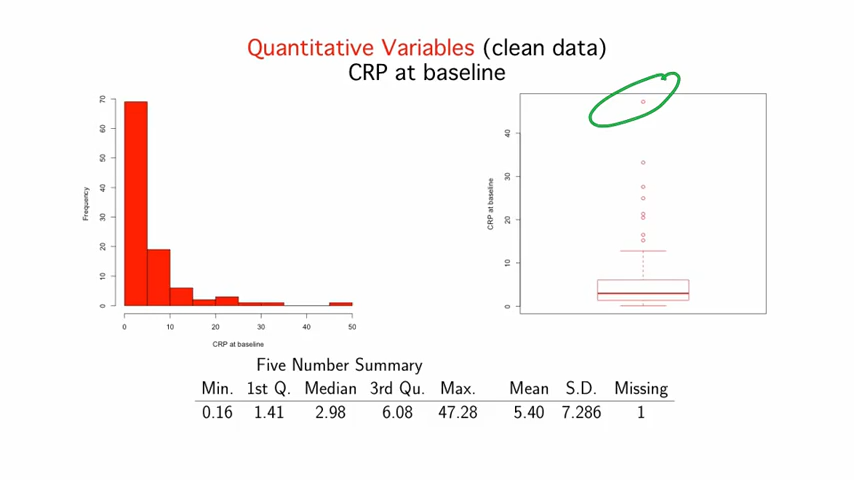 Quantitative Variables (clean data)
CRP at baseline
70
60
50
40
30
20
10
0
Frequency
0 10 20 30 40 50
CRP at baseline
40
30
20
10
0
CRP at baseline
Five Number Summary
Min. 1st Q. Median 3rd Qu. Max. Mean S.D. Missing
0.16 1.41 2.98 6.08 47.28 5.40 7.286 1